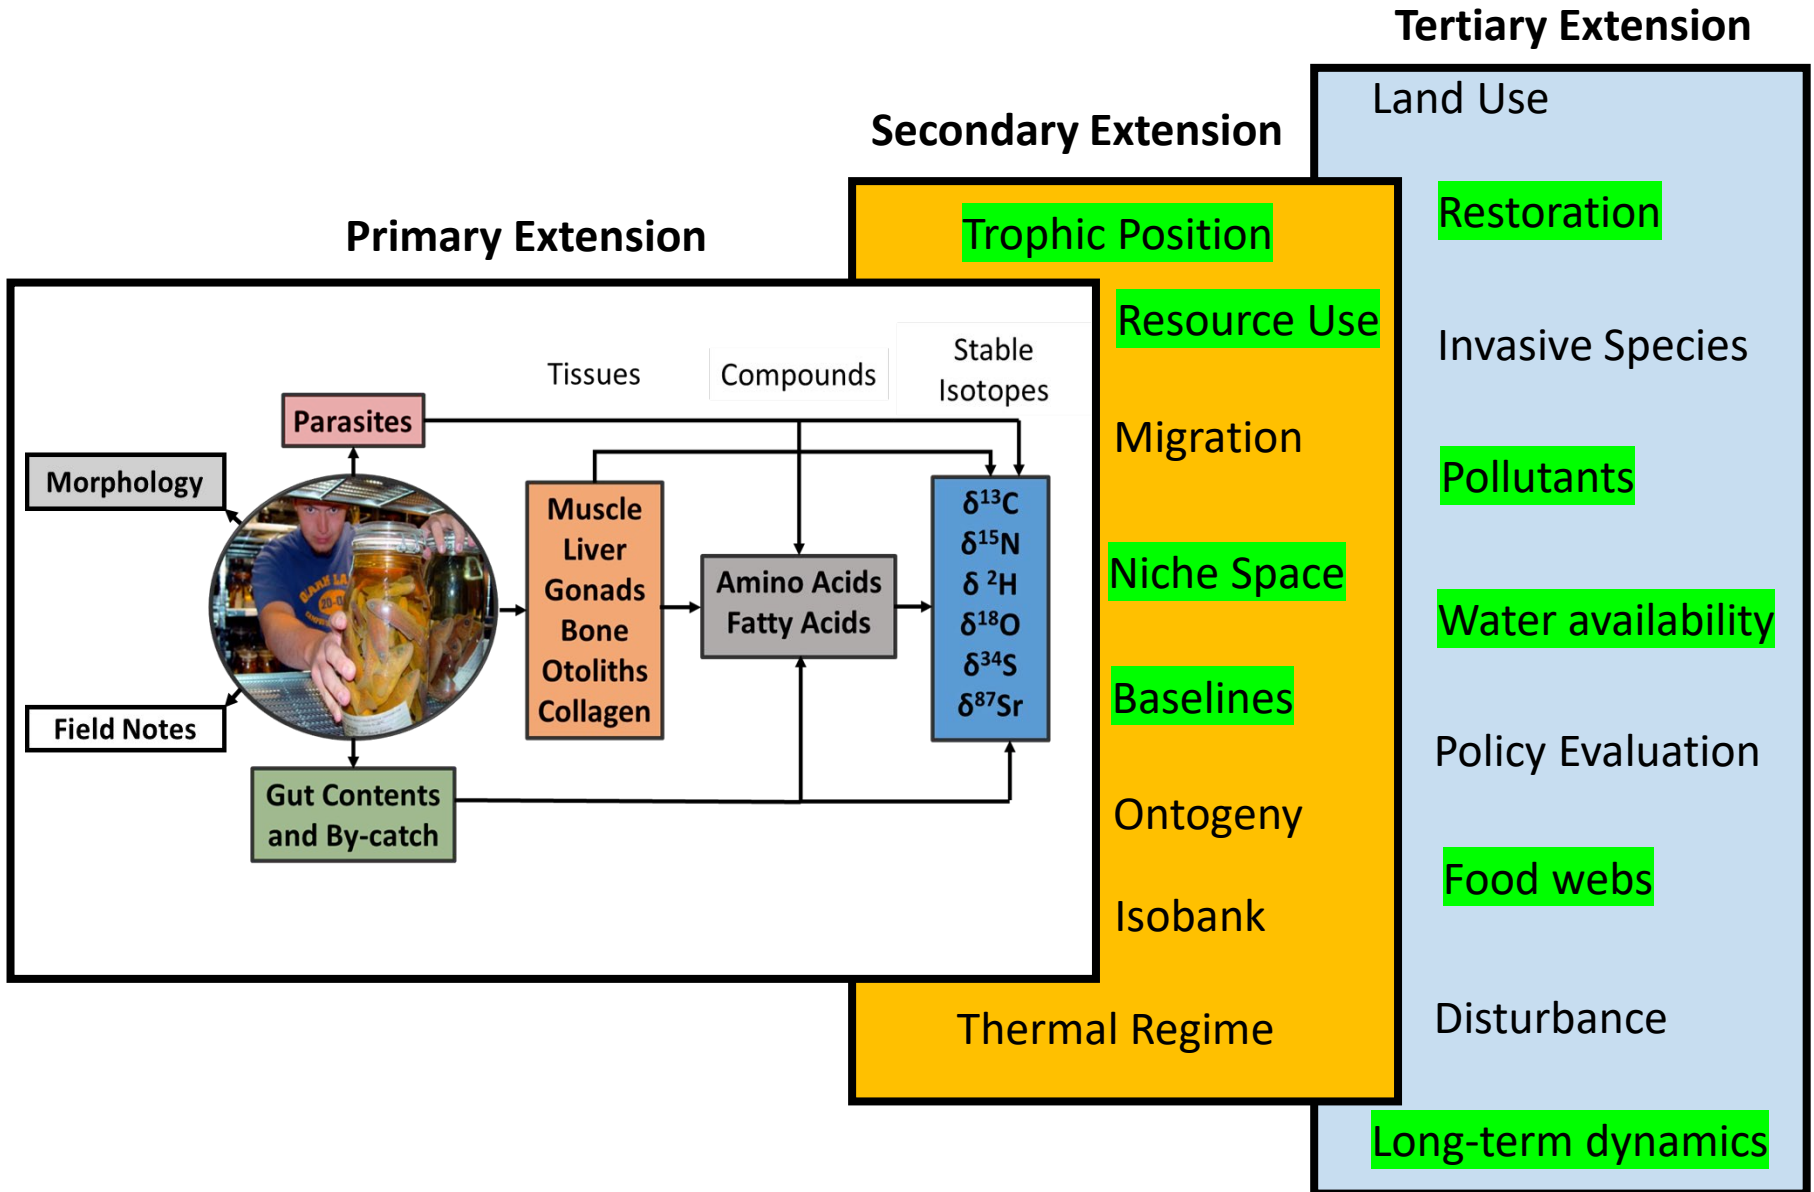 Tertiary Extension
Land Use
Restoration
Invasive Species
Pollutants
Water availability
Policy Evaluation
Food webs
Disturbance
Long-term dynamics
Secondary Extension
Trophic Position
Resource Use
Migration
Niche Space
Baselines
Ontogeny
Isobank
Thermal Regime
Primary Extension
Tissues
Compounds
Stable
Isotopes
Parasites
Morphology
Field Notes
Gut Contents
and By-catch
Muscle
Liver
Gonads
Bone
Otoliths
Collagen
Amino Acids
Fatty Acids
δ¹³C
δ¹⁵N
δ ²H
δ¹⁸O
δ³⁴S
δ⁸⁷Sr